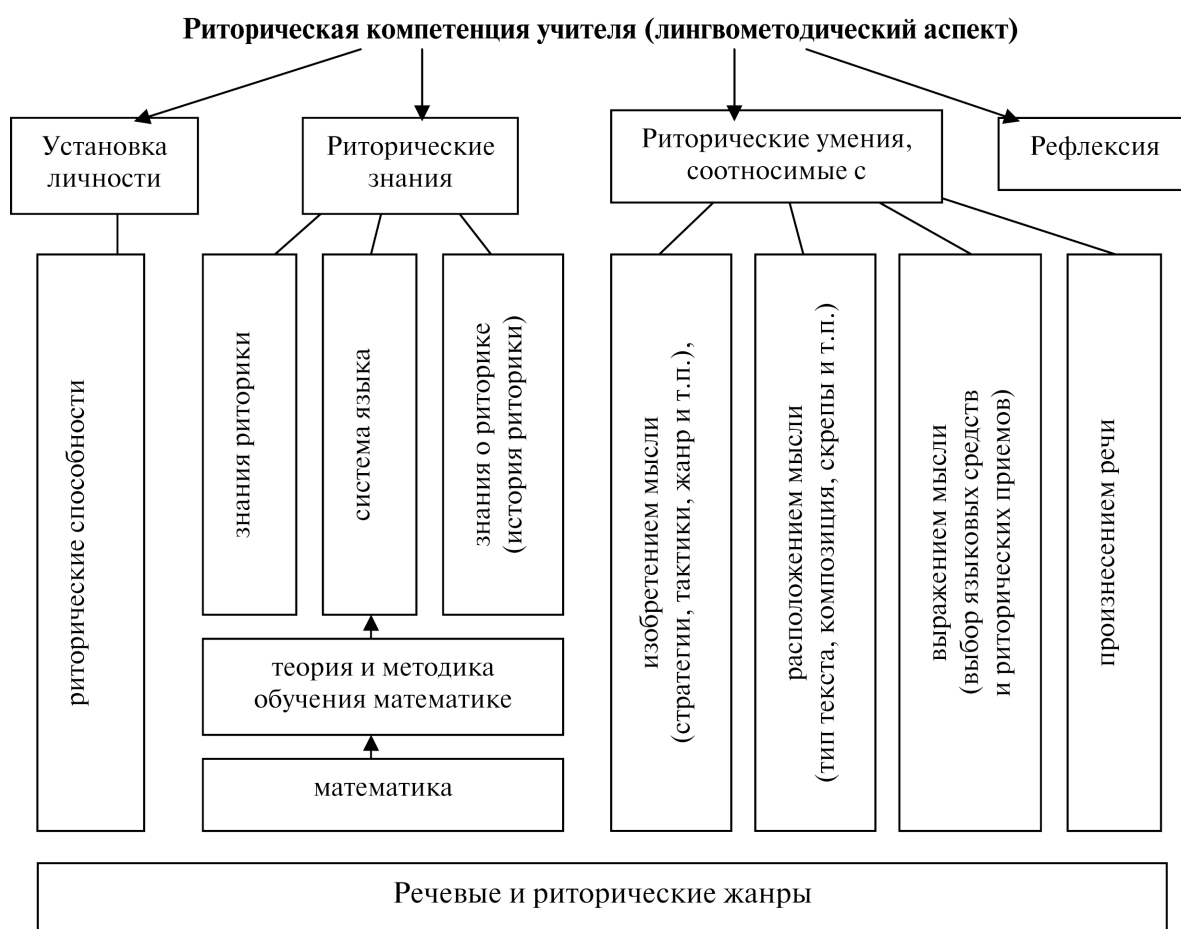 Риторическая компетенция учителя (лингвометодический аспект)
Установка
личности
Риторические
знания
Риторические умения,
соотносимые с
Рефлексия
риторические способности
знания риторики
система языка
знания о риторике
(история риторики)
теория и методика
обучения математике
математика
изобретением мысли
(стратегии, тактики, жанр и т.п.),
расположением мысли
(тип текста, композиция, скрепы и т.п.)
выражением мысли
(выбор языковых средств
и риторических приемов)
произнесением речи
Речевые и риторические жанры